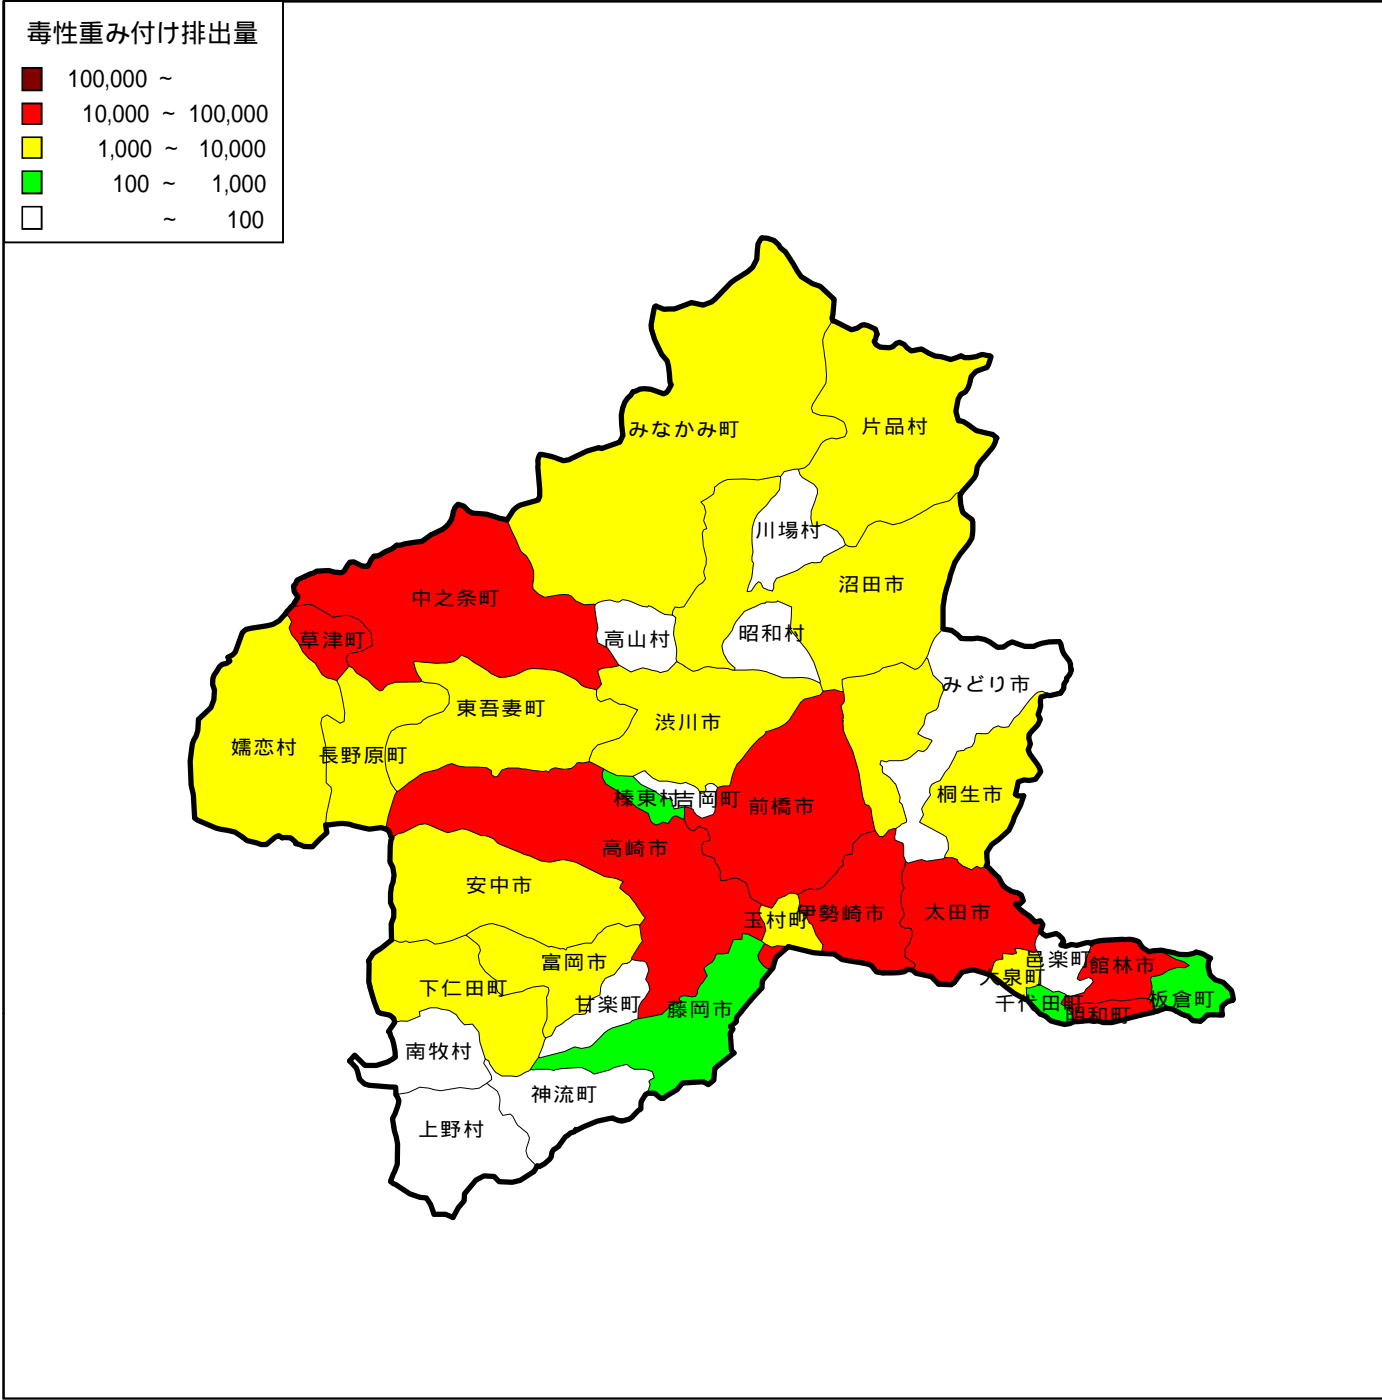 毒性重み付け排出量
100,000 ~
10,000 ~ 100,000
1,000 ~ 10,000
100 ~ 1,000
~ 100
みなかみ町
片品村
川場村
沼田市
中之条町
草津町
高山村
昭和村
みどり市
東吾妻町
渋川市
嬬恋村
長野原町
榛東村
吉岡町
前橋市
桐生市
高崎市
安中市
玉村町
伊勢崎市
太田市
富岡市
邑楽町
館林市
下仁田町
大泉町
甘楽町
藤岡市
千代田町
明和町
板倉町
南牧村
神流町
上野村